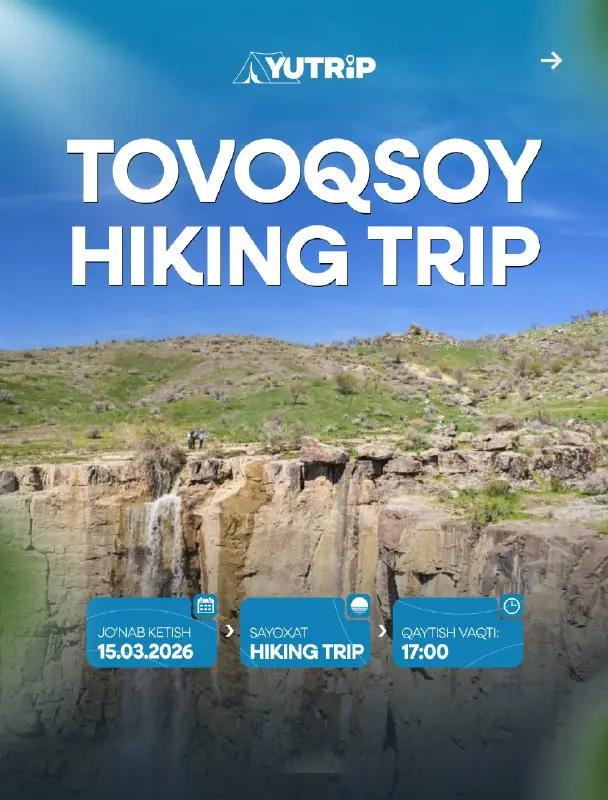 YUTRIP
TOVOQSOY
HIKING TRIP
JO'NAB KETISH
15.03.2026
SAYOXAT
HIKING TRIP
QAYTISH VAQTI:
17:00